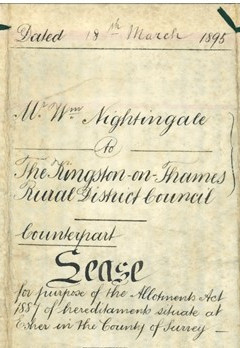 Dated 18th March 1895
Mr. Wm Nightingale
to
The Kingston-on-Thames
Rural District Council
Counterpart
Lease
for purpose of the Allotments Act
1887 of hereditaments situate at
Esher in the County of Surrey —